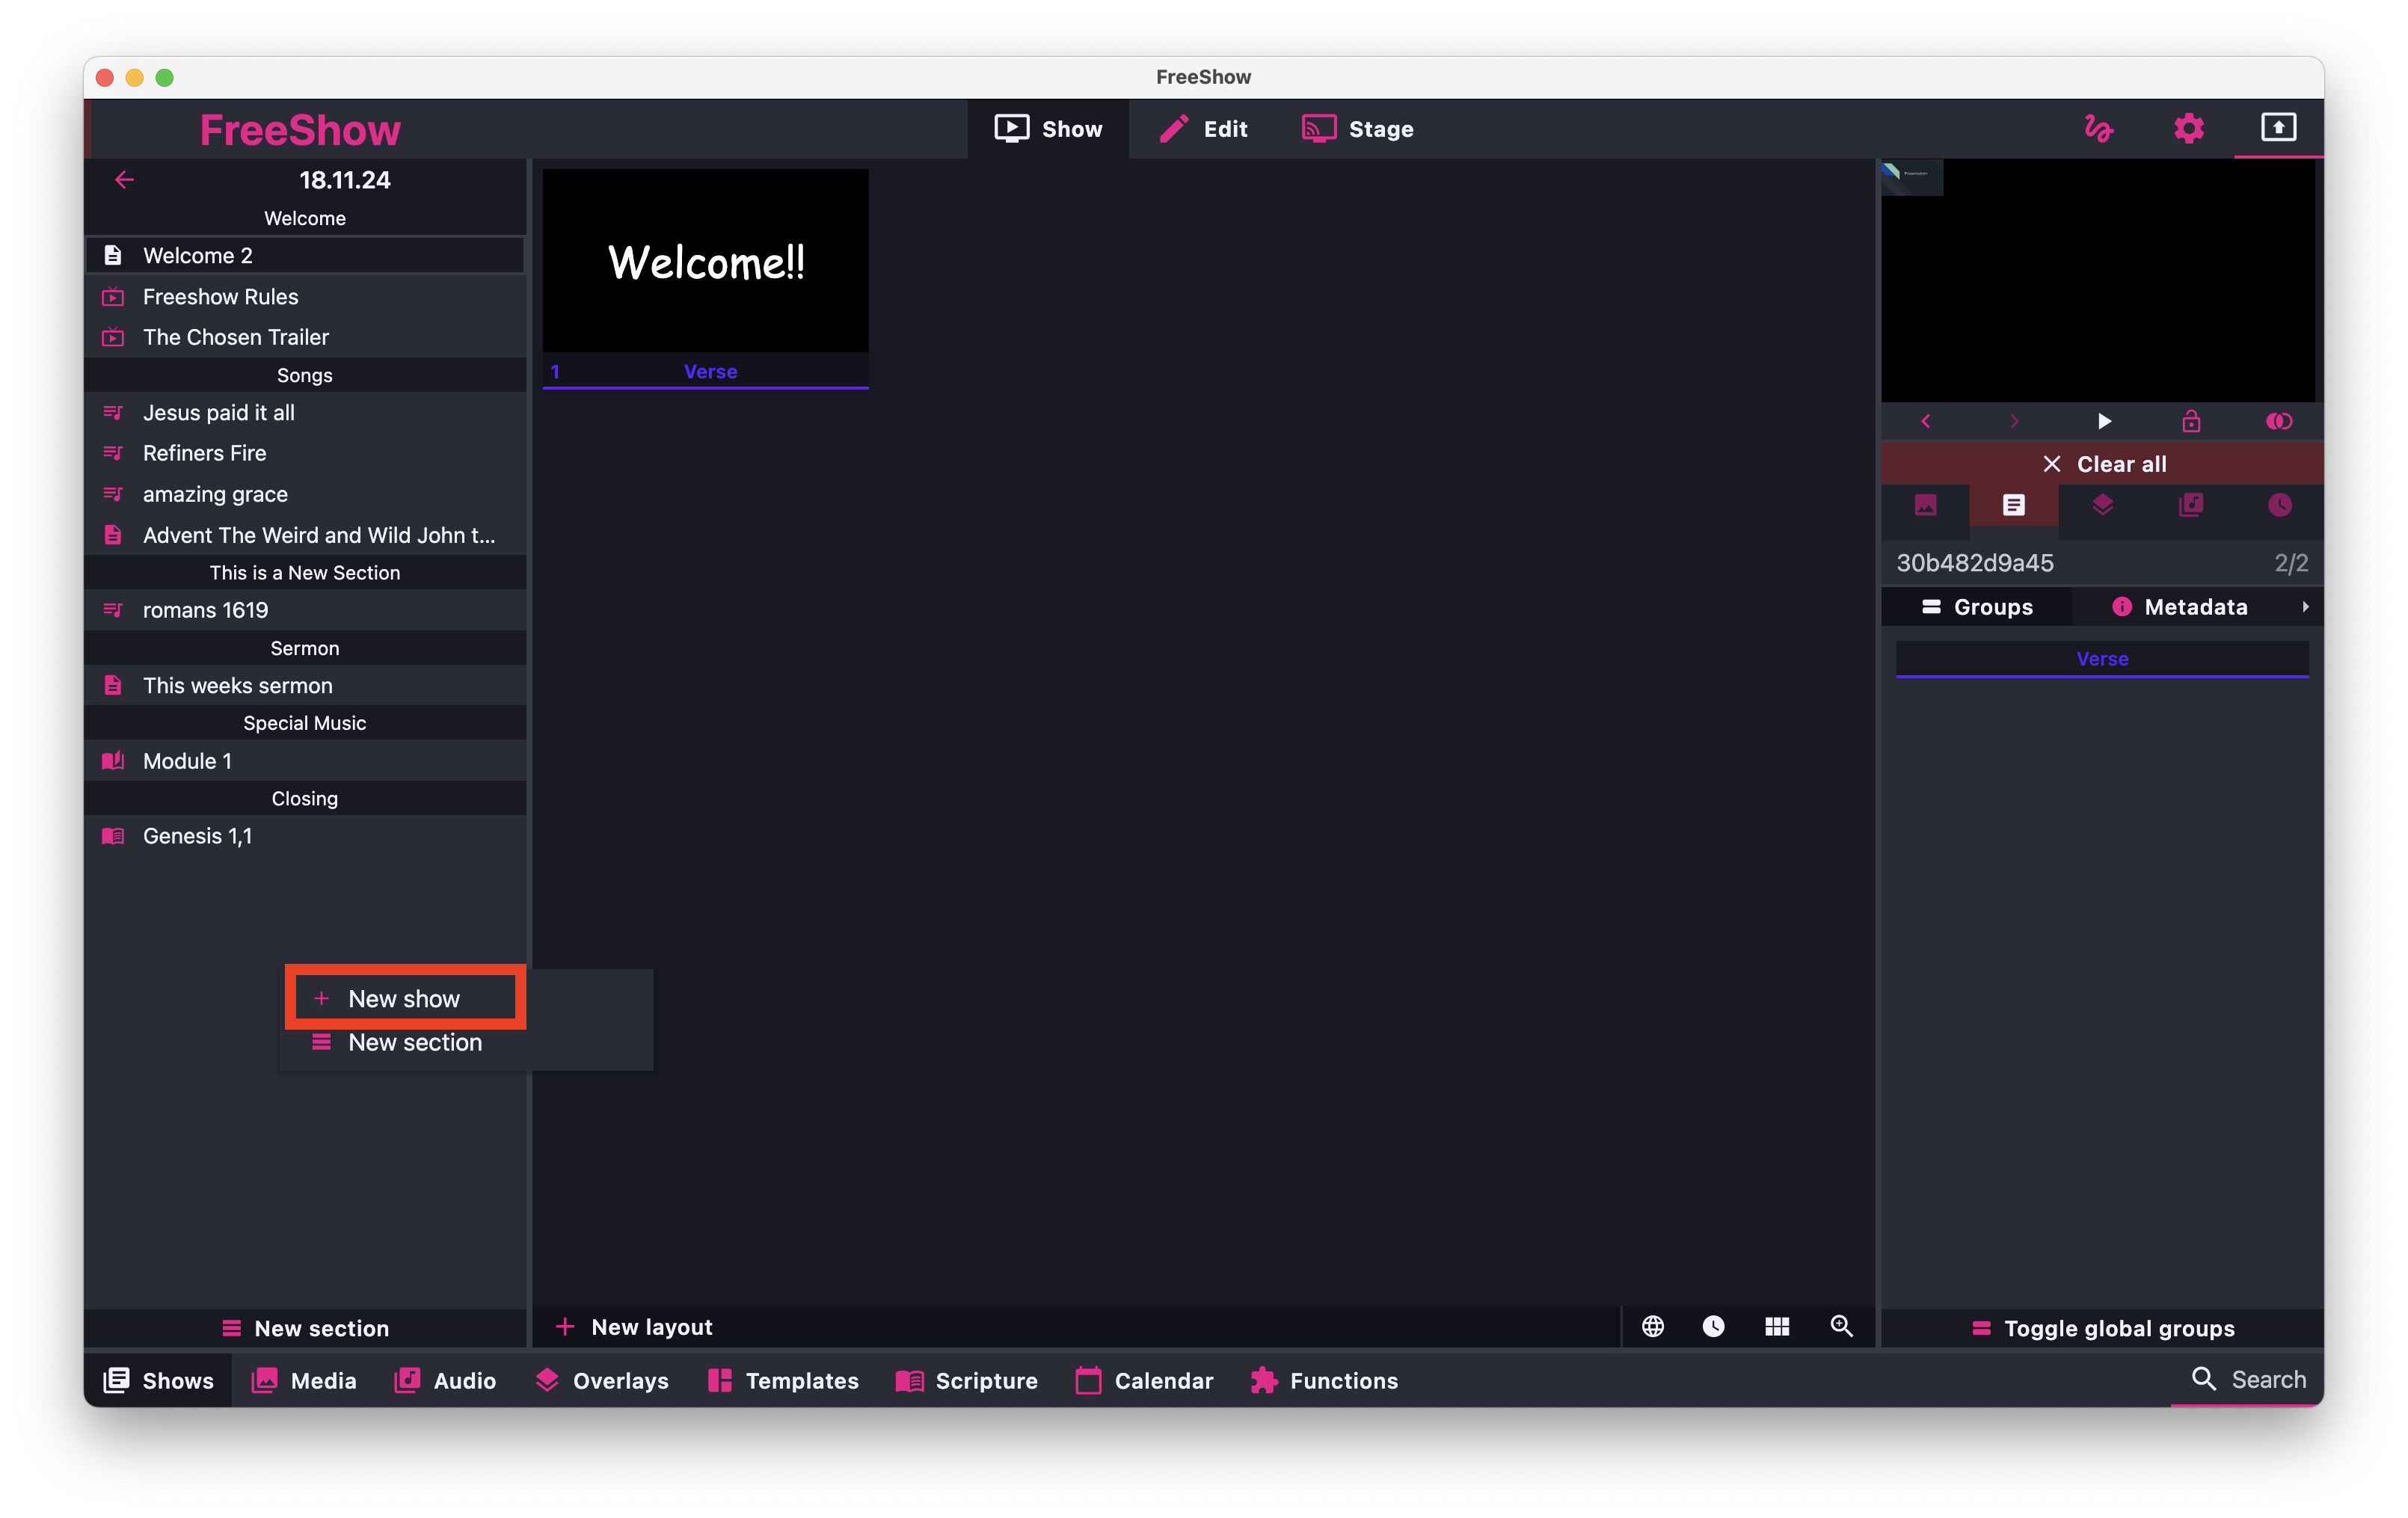 FreeShow
FreeShow
Show
Edit
Stage
18.11.24
Welcome
Welcome 2
Freeshow Rules
The Chosen Trailer
Songs
Jesus paid it all
Refiners Fire
amazing grace
Advent The Weird and Wild John t...
This is a New Section
romans 1619
Sermon
This weeks sermon
Special Music
Module 1
Closing
Genesis 1,1
New show
New section
New section
Welcome!!
1 Verse
New layout
Presentation
Clear all
30b482d9a45 2/2
Groups
Metadata
Verse
Toggle global groups
Shows
Media
Audio
Overlays
Templates
Scripture
Calendar
Functions
Search